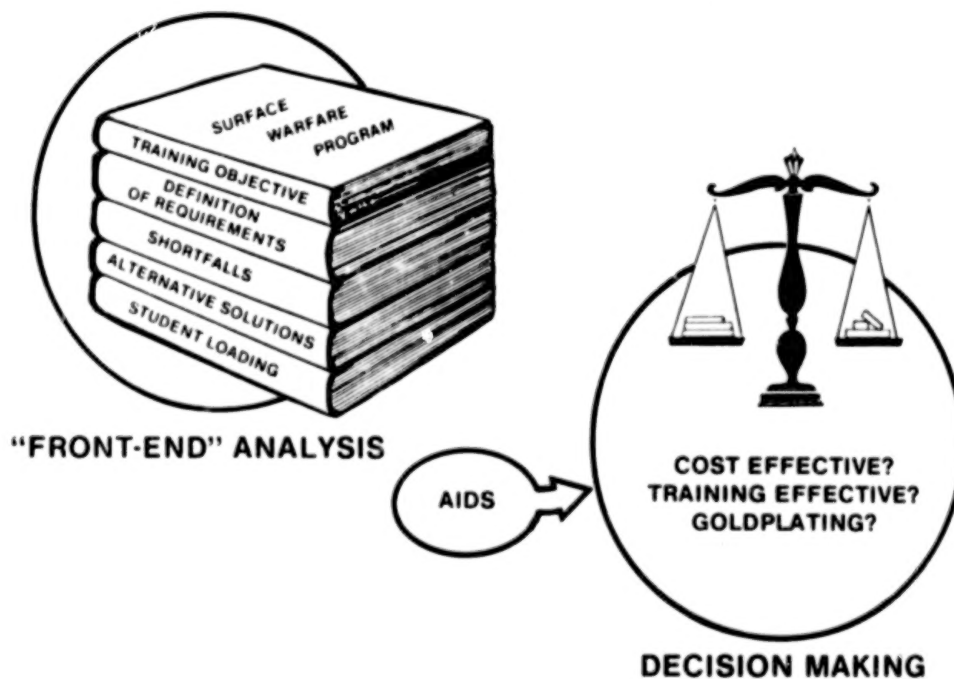 SURFACE
WARFARE
PROGRAM
TRAINING OBJECTIVE
DEFINITION
OF REQUIREMENTS
SHORTFALLS
ALTERNATIVE SOLUTIONS
STUDENT LOADING
"FRONT-END" ANALYSIS
AIDS
COST EFFECTIVE?
TRAINING EFFECTIVE?
GOLDPLATING?
DECISION MAKING